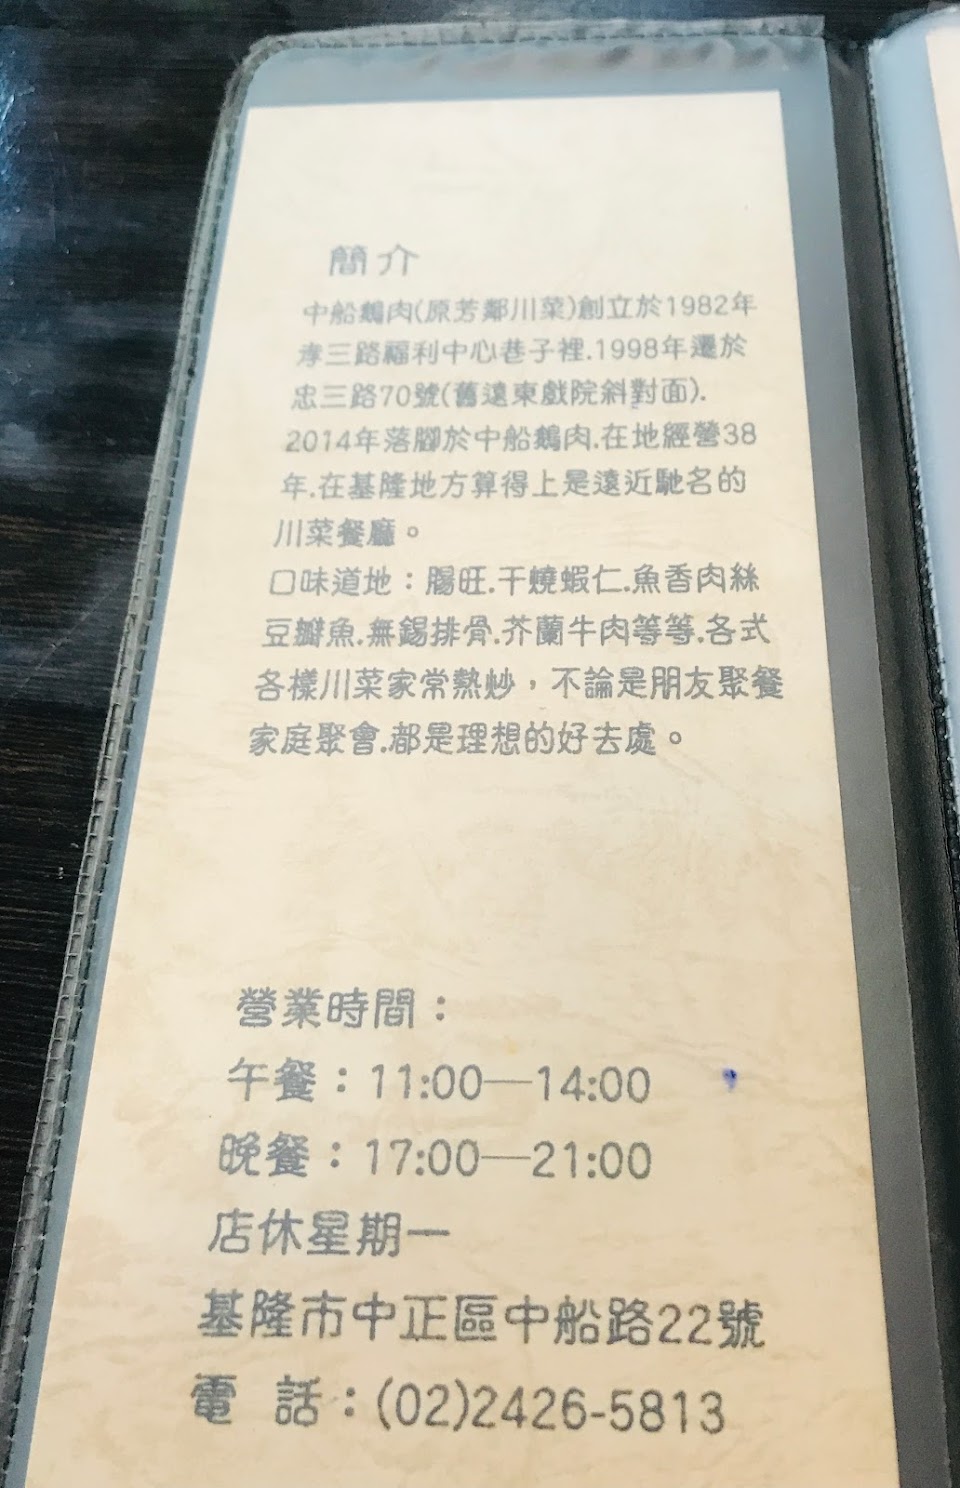 簡介
中船鵝肉(原芳鄰川菜)創立於1982年
孝三路福利中心巷子裡.1998年遷於
忠三路70號(舊遠東戲院斜對面).
2014年落腳於中船鵝肉.在地經營38
年.在基隆地方算得上是遠近馳名的
川菜餐廳。
口味道地：腸旺.干燒蝦仁.魚香肉絲
豆瓣魚.無錫排骨.芥蘭牛肉等等.各式
各樣川菜家常熱炒，不論是朋友聚餐
家庭聚會.都是理想的好去處。
營業時間：
午餐：11:00—14:00
晚餐：17:00—21:00
店休星期一
基隆市中正區中船路22號
電 話：(02)2426-5813